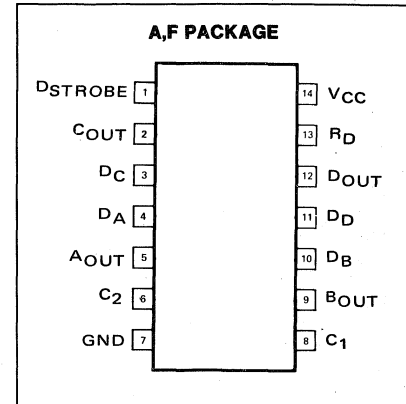 A,F PACKAGE
DSTROBE 1
COUT 2
DC 3
DA 4
AOUT 5
C2 6
GND 7
14 VCC
13 RD
12 DOUT
11 DD
10 DB
9 BOUT
8 C1